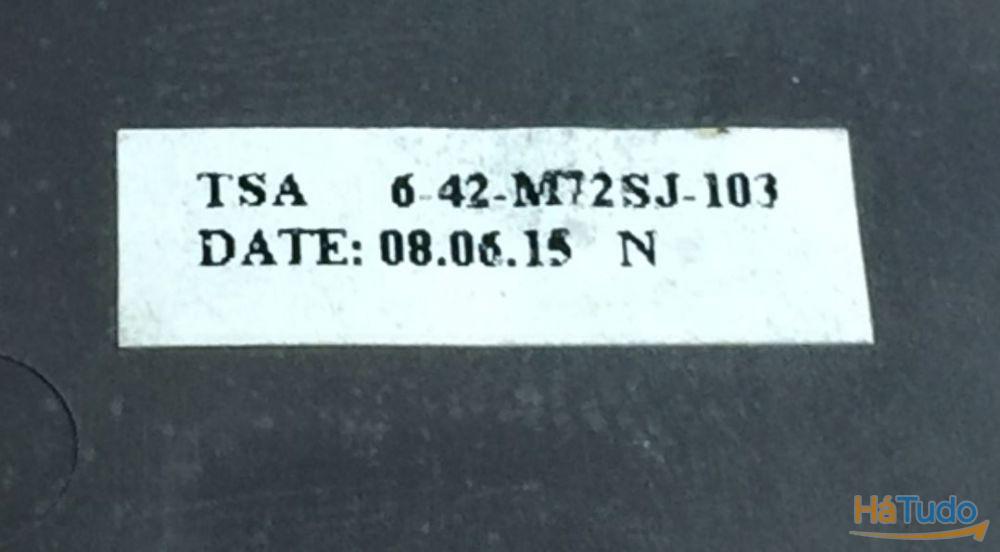 TSA 6-42-M72SJ-103
DATE: 08.06.15 N
HáTudo